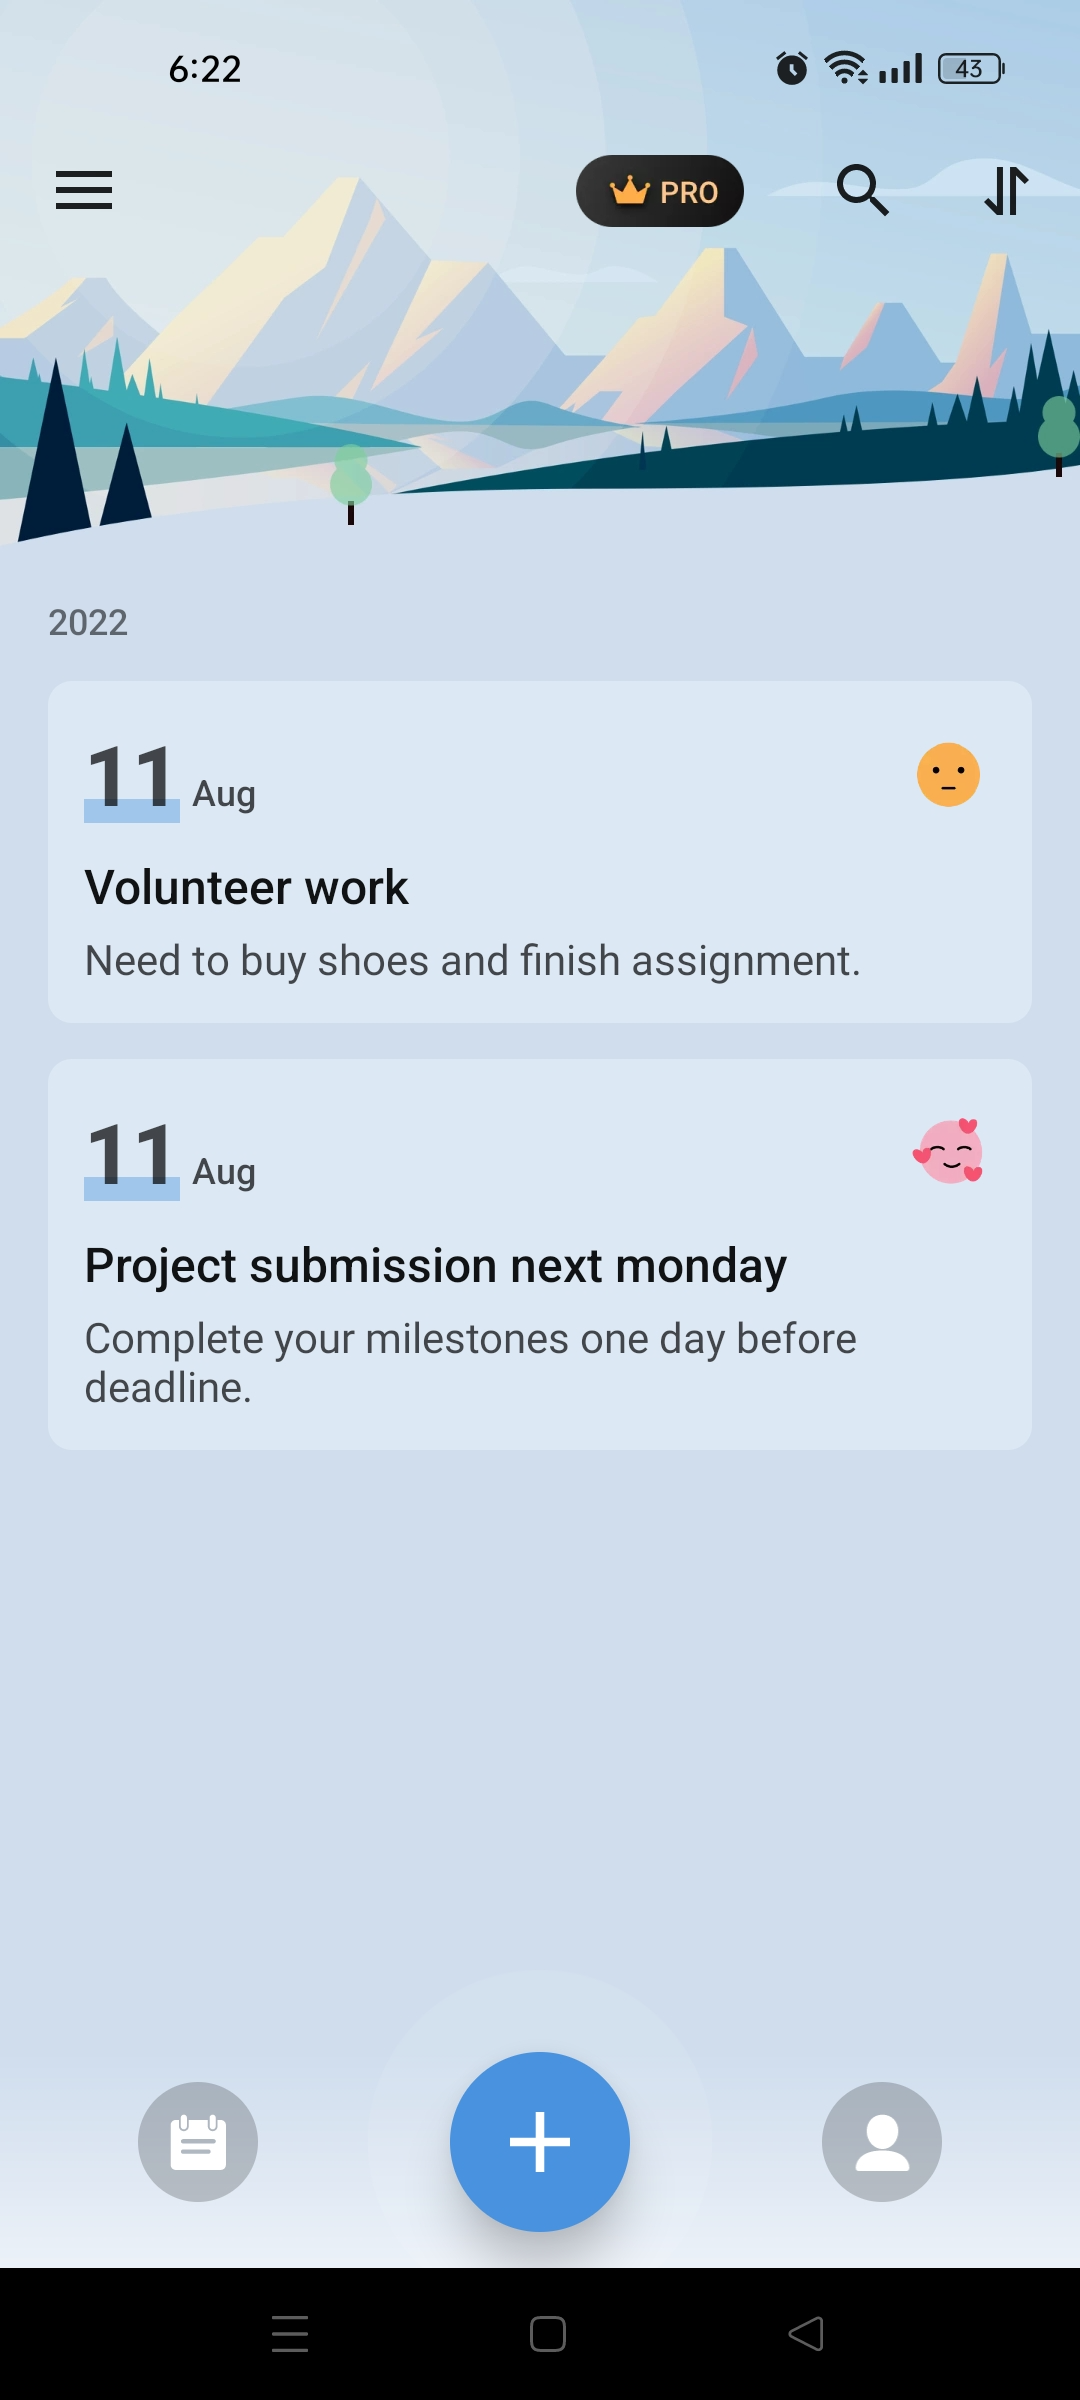 6:22
43
PRO
2022
11 Aug
Volunteer work
Need to buy shoes and finish assignment.
11 Aug
Project submission next monday
Complete your milestones one day before
deadline.